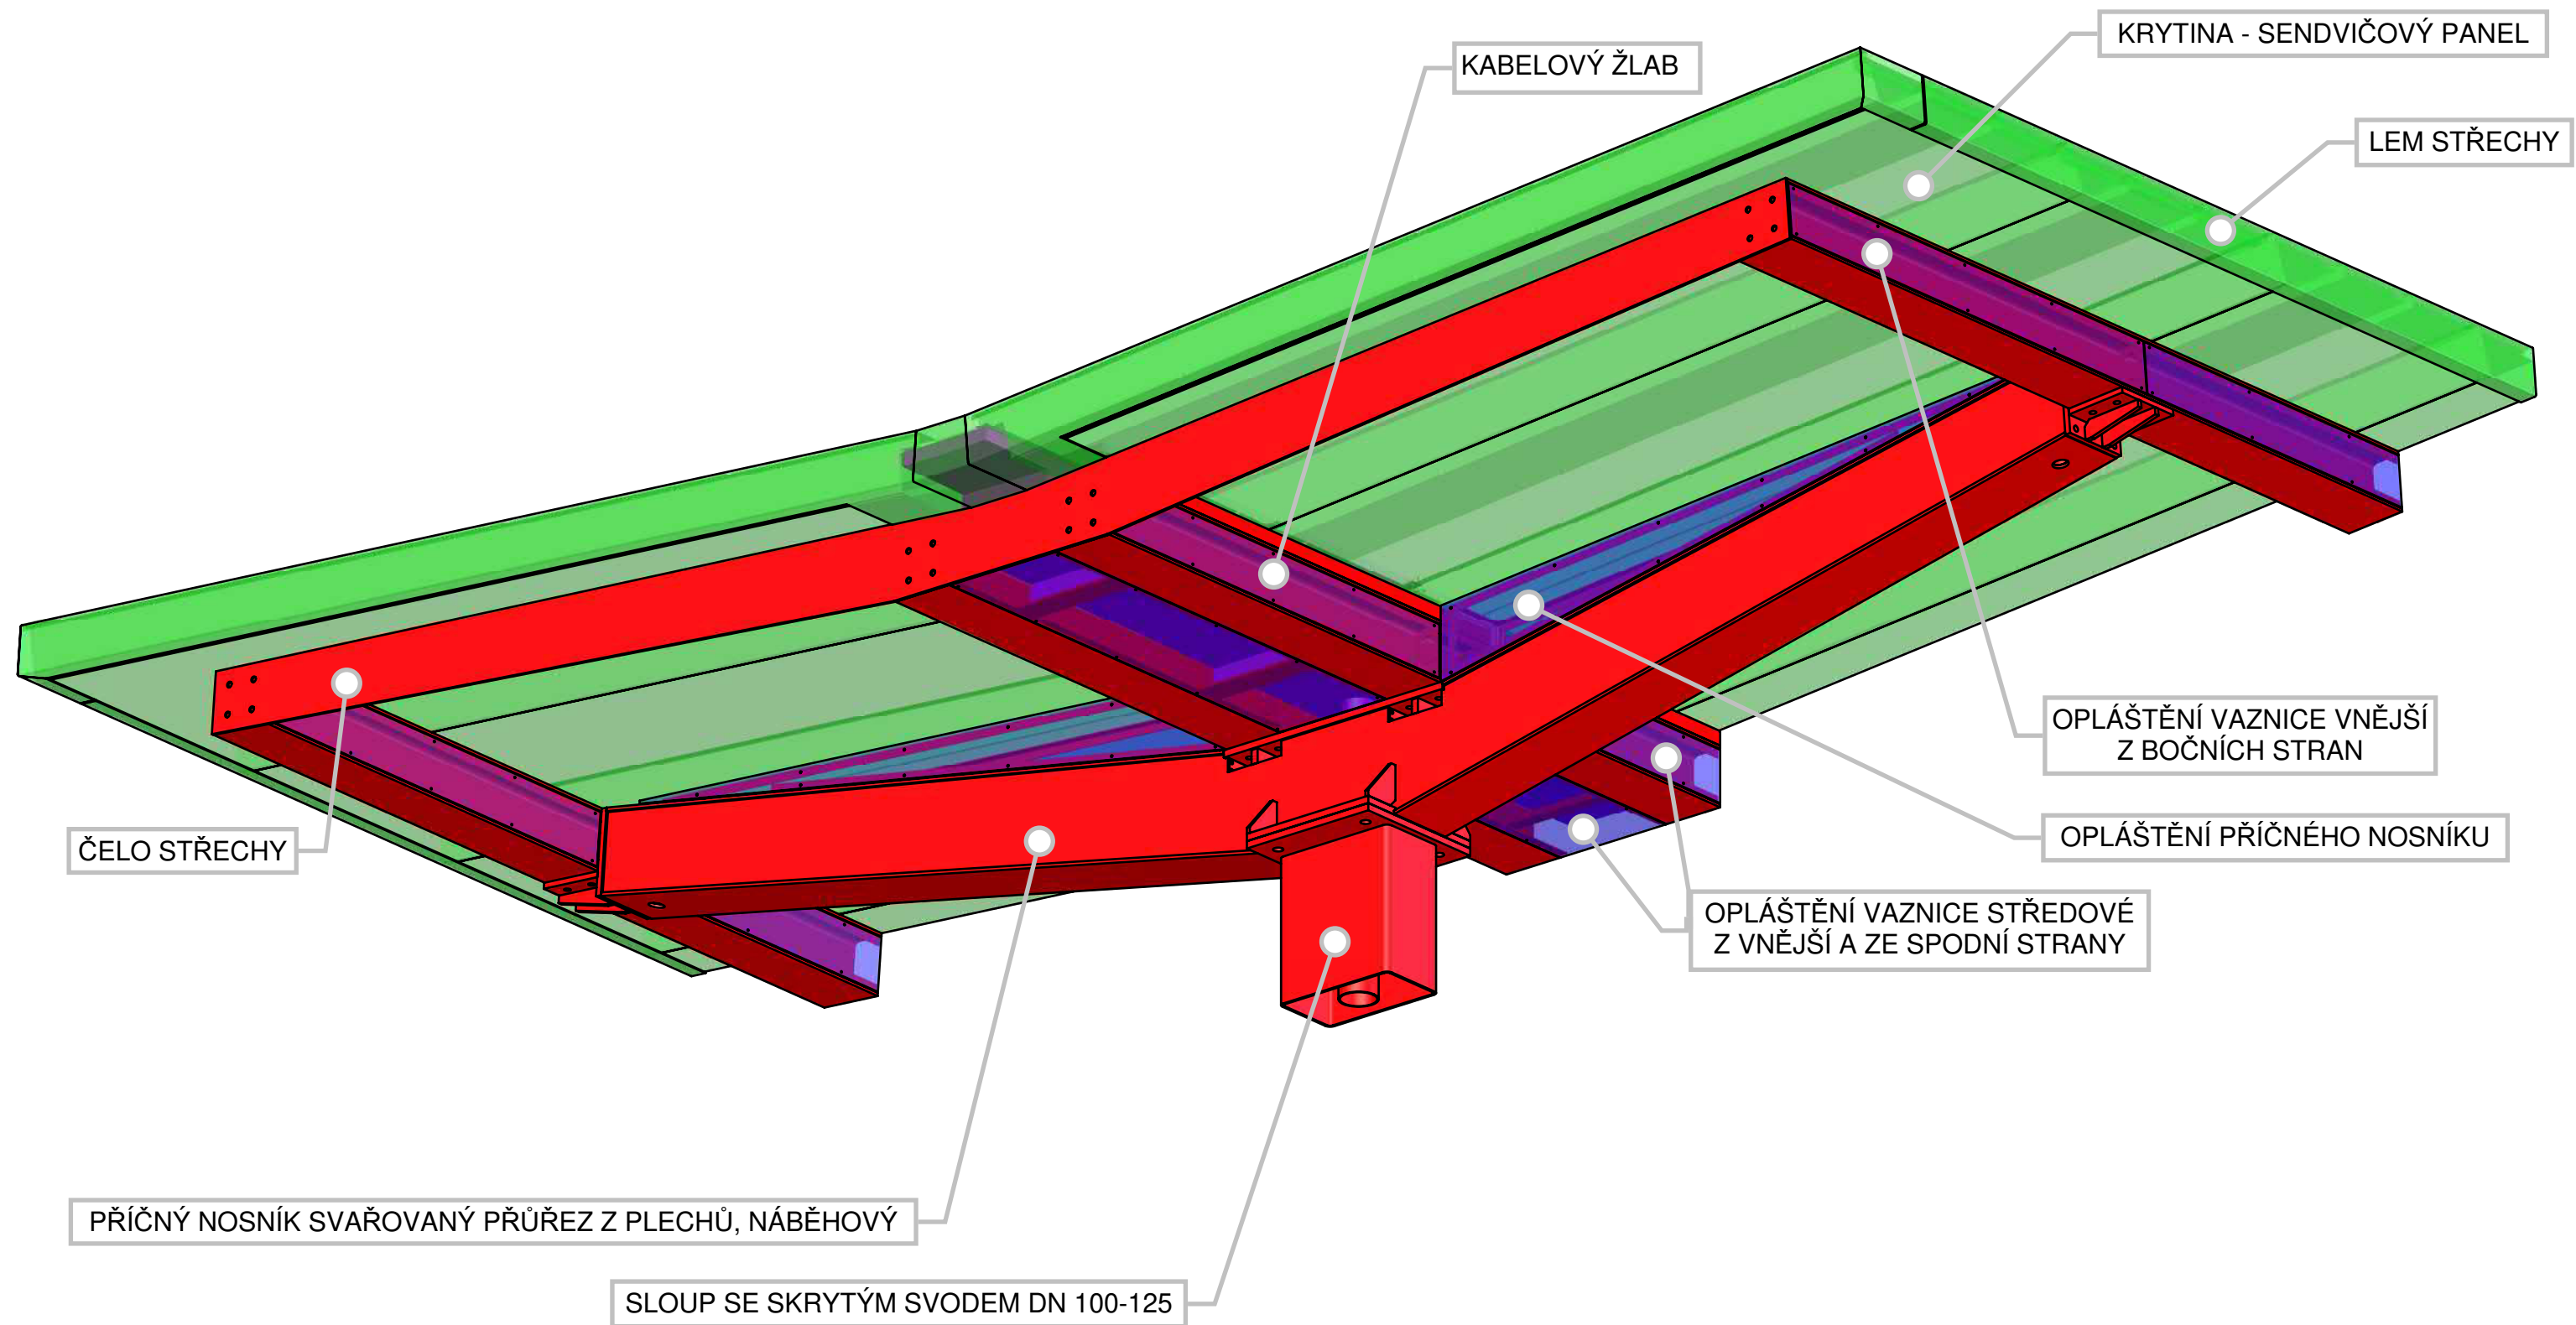 KRYTINA - SENDVIČOVÝ PANEL
KABELOVÝ ŽLAB
LEM STŘECHY
OPLÁŠTĚNÍ VAZNICE VNĚJŠÍ
Z BOČNÍCH STRAN
OPLÁŠTĚNÍ PŘÍČNÉHO NOSNÍKU
ČELO STŘECHY
OPLÁŠTĚNÍ VAZNICE STŘEDOVÉ
Z VNĚJŠÍ A ZE SPODNÍ STRANY
PŘÍČNÝ NOSNÍK SVAŘOVANÝ PŘŮŘEZ Z PLECHŮ, NÁBĚHOVÝ
SLOUP SE SKRYTÝM SVODEM DN 100-125